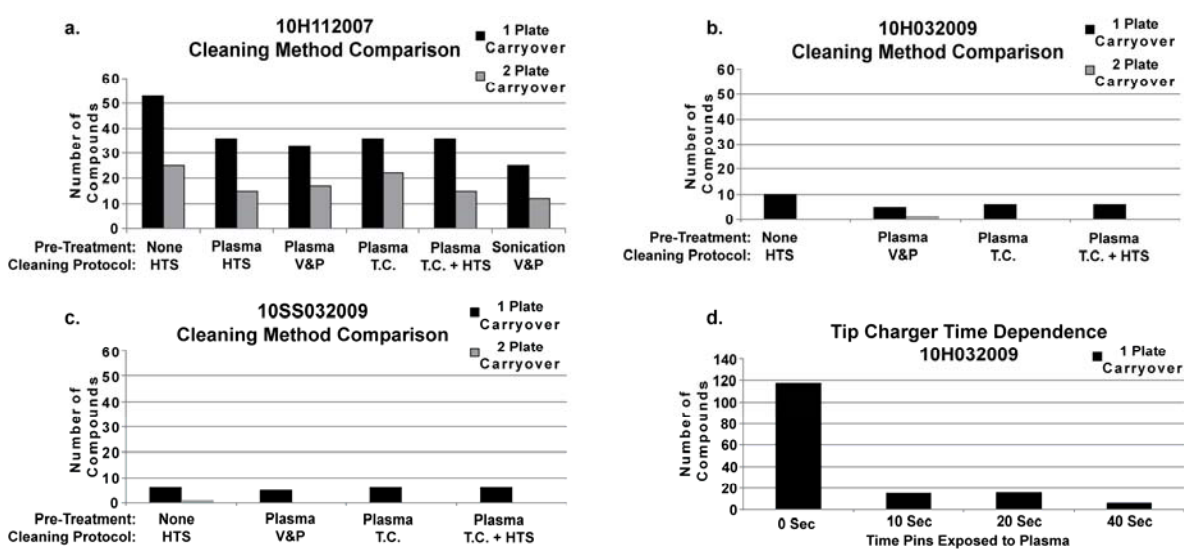 a.
10H112007
Cleaning Method Comparison
1 Plate
Carryover
2 Plate
Carryover
Number of
Compounds
60
50
40
30
20
10
0
Pre-Treatment: None Plasma Plasma Plasma Plasma Sonication
Cleaning Protocol: HTS HTS V&P T.C. T.C. + HTS V&P
b.
10H032009
Cleaning Method Comparison
1 Plate
Carryover
2 Plate
Carryover
Number of
Compounds
60
50
40
30
20
10
0
Pre-Treatment: None Plasma Plasma Plasma
Cleaning Protocol: HTS V&P T.C. T.C. + HTS
c.
10SS032009
Cleaning Method Comparison
1 Plate
Carryover
2 Plate
Carryover
Number of
Compounds
60
50
40
30
20
10
0
Pre-Treatment: None Plasma Plasma Plasma
Cleaning Protocol: HTS V&P T.C. T.C. + HTS
d.
Tip Charger Time Dependence
10H032009
1 Plate
Carryover
Number of
Compounds
140
120
100
80
60
40
20
0
0 Sec 10 Sec 20 Sec 40 Sec
Time Pins Exposed to Plasma